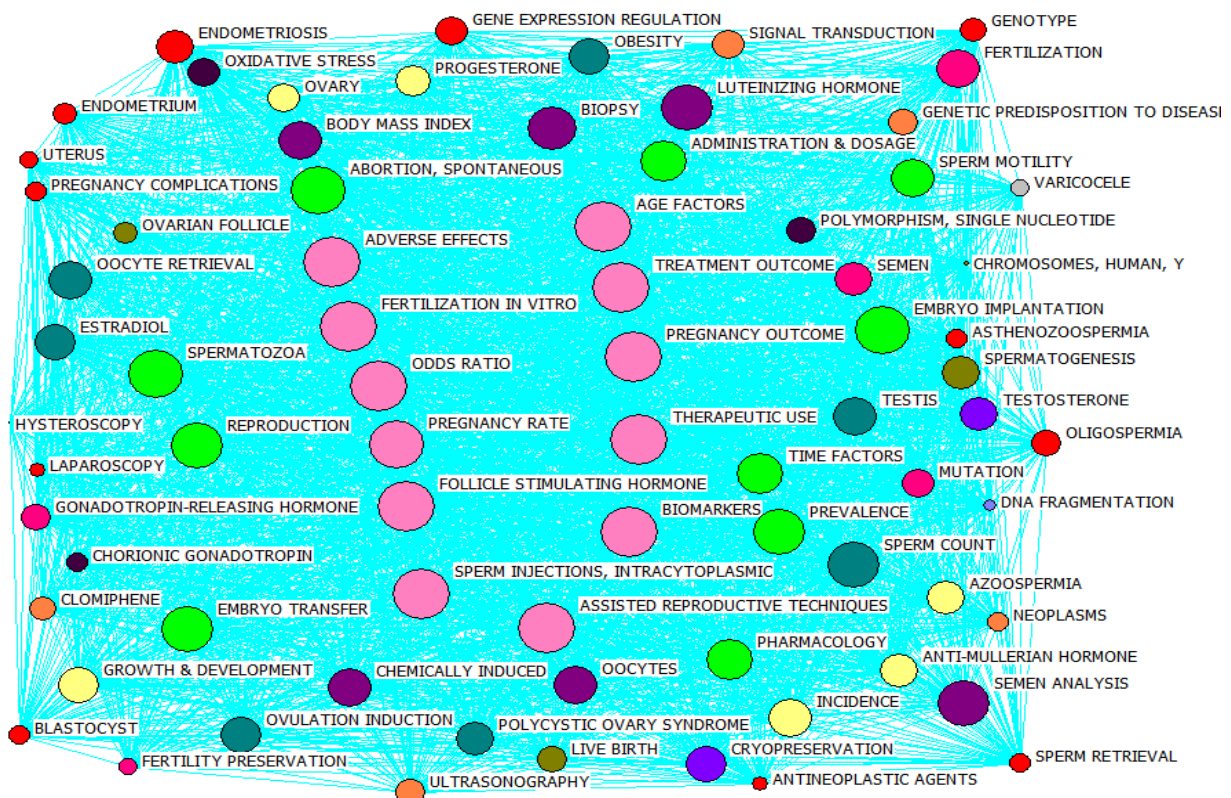 GENE EXPRESSION REGULATION
GENOTYPE
ENDOMETRIOSIS
SIGNAL TRANSDUCTION
OBESITY
FERTILIZATION
OXIDATIVE STRESS
PROGESTERONE
OVARY
LUTEINIZING HORMONE
ENDOMETRIUM
BIOPSY
GENETIC PREDISPOSITION TO DISEASE
BODY MASS INDEX
ADMINISTRATION & DOSAGE
UTERUS
SPERM MOTILITY
ABORTION, SPONTANEOUS
PREGNANCY COMPLICATIONS
VARICOCELE
AGE FACTORS
POLYMORPHISM, SINGLE NUCLEOTIDE
OVARIAN FOLLICLE
ADVERSE EFFECTS
OOCYTE RETRIEVAL
TREATMENT OUTCOME
SEMEN
CHROMOSOMES, HUMAN, Y
FERTILIZATION IN VITRO
EMBRYO IMPLANTATION
ESTRADIOL
PREGNANCY OUTCOME
ASTHENOZOOSPERMIA
SPERMATOZOA
SPERMATOGENESIS
ODDS RATIO
TESTIS
TESTOSTERONE
HYSTEROSCOPY
REPRODUCTION
PREGNANCY RATE
THERAPEUTIC USE
OLIGOSPERMIA
TIME FACTORS
LAPAROSCOPY
MUTATION
FOLLICLE STIMULATING HORMONE
GONADOTROPIN-RELEASING HORMONE
BIOMARKERS
PREVALENCE
DNA FRAGMENTATION
SPERM COUNT
CHORIONIC GONADOTROPIN
SPERM INJECTIONS, INTRACYTOPLASMIC
AZOOSPERMIA
CLOMIPHENE
EMBRYO TRANSFER
ASSISTED REPRODUCTIVE TECHNIQUES
NEOPLASMS
PHARMACOLOGY
ANTI-MULLERIAN HORMONE
GROWTH & DEVELOPMENT
CHEMICALLY INDUCED
OOCYTES
SEMEN ANALYSIS
INCIDENCE
BLASTOCYST
OVULATION INDUCTION
POLYCYSTIC OVARY SYNDROME
LIVE BIRTH
CRYOPRESERVATION
FERTILITY PRESERVATION
SPERM RETRIEVAL
ULTRASONOGRAPHY
ANTINEOPLASTIC AGENTS